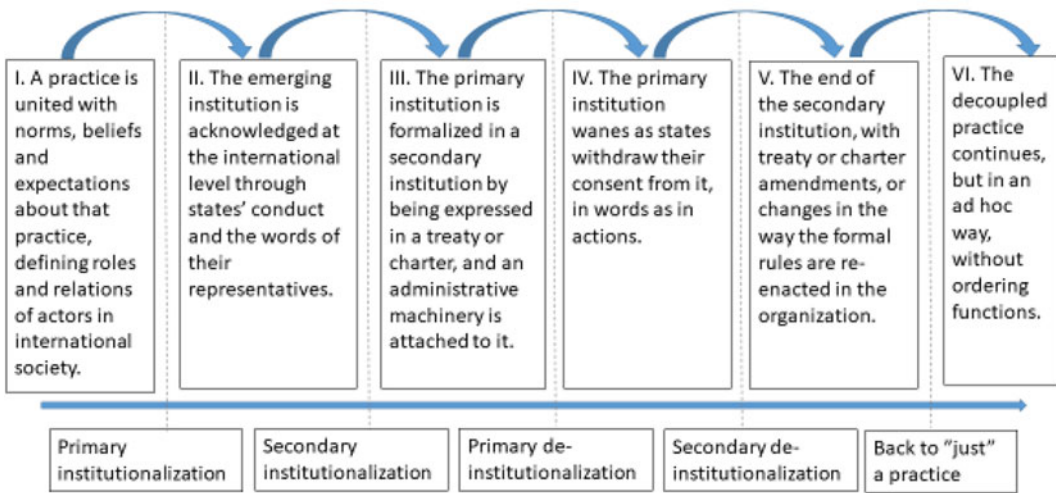 I. A practice is
united with
norms, beliefs
and
expectations
about that
practice,
defining roles
and relations
of actors in
international
society.
II. The emerging
institution is
acknowledged at
the international
level through
states' conduct
and the words of
their
representatives.
III. The primary
institution is
formalized in a
secondary
institution by
being expressed
in a treaty or
charter, and an
administrative
machinery is
attached to it.
IV. The primary
institution
wanes as states
withdraw their
consent from it,
in words as in
actions.
V. The end of
the secondary
institution, with
treaty or charter
amendments, or
changes in the
way the formal
rules are re-
enacted in the
organization.
VI. The
decoupled
practice
continues,
but in an
ad hoc
way,
without
ordering
functions.
Primary
institutionalization
Secondary
institutionalization
Primary de-
institutionalization
Secondary de-
institutionalization
Back to "just"
a practice